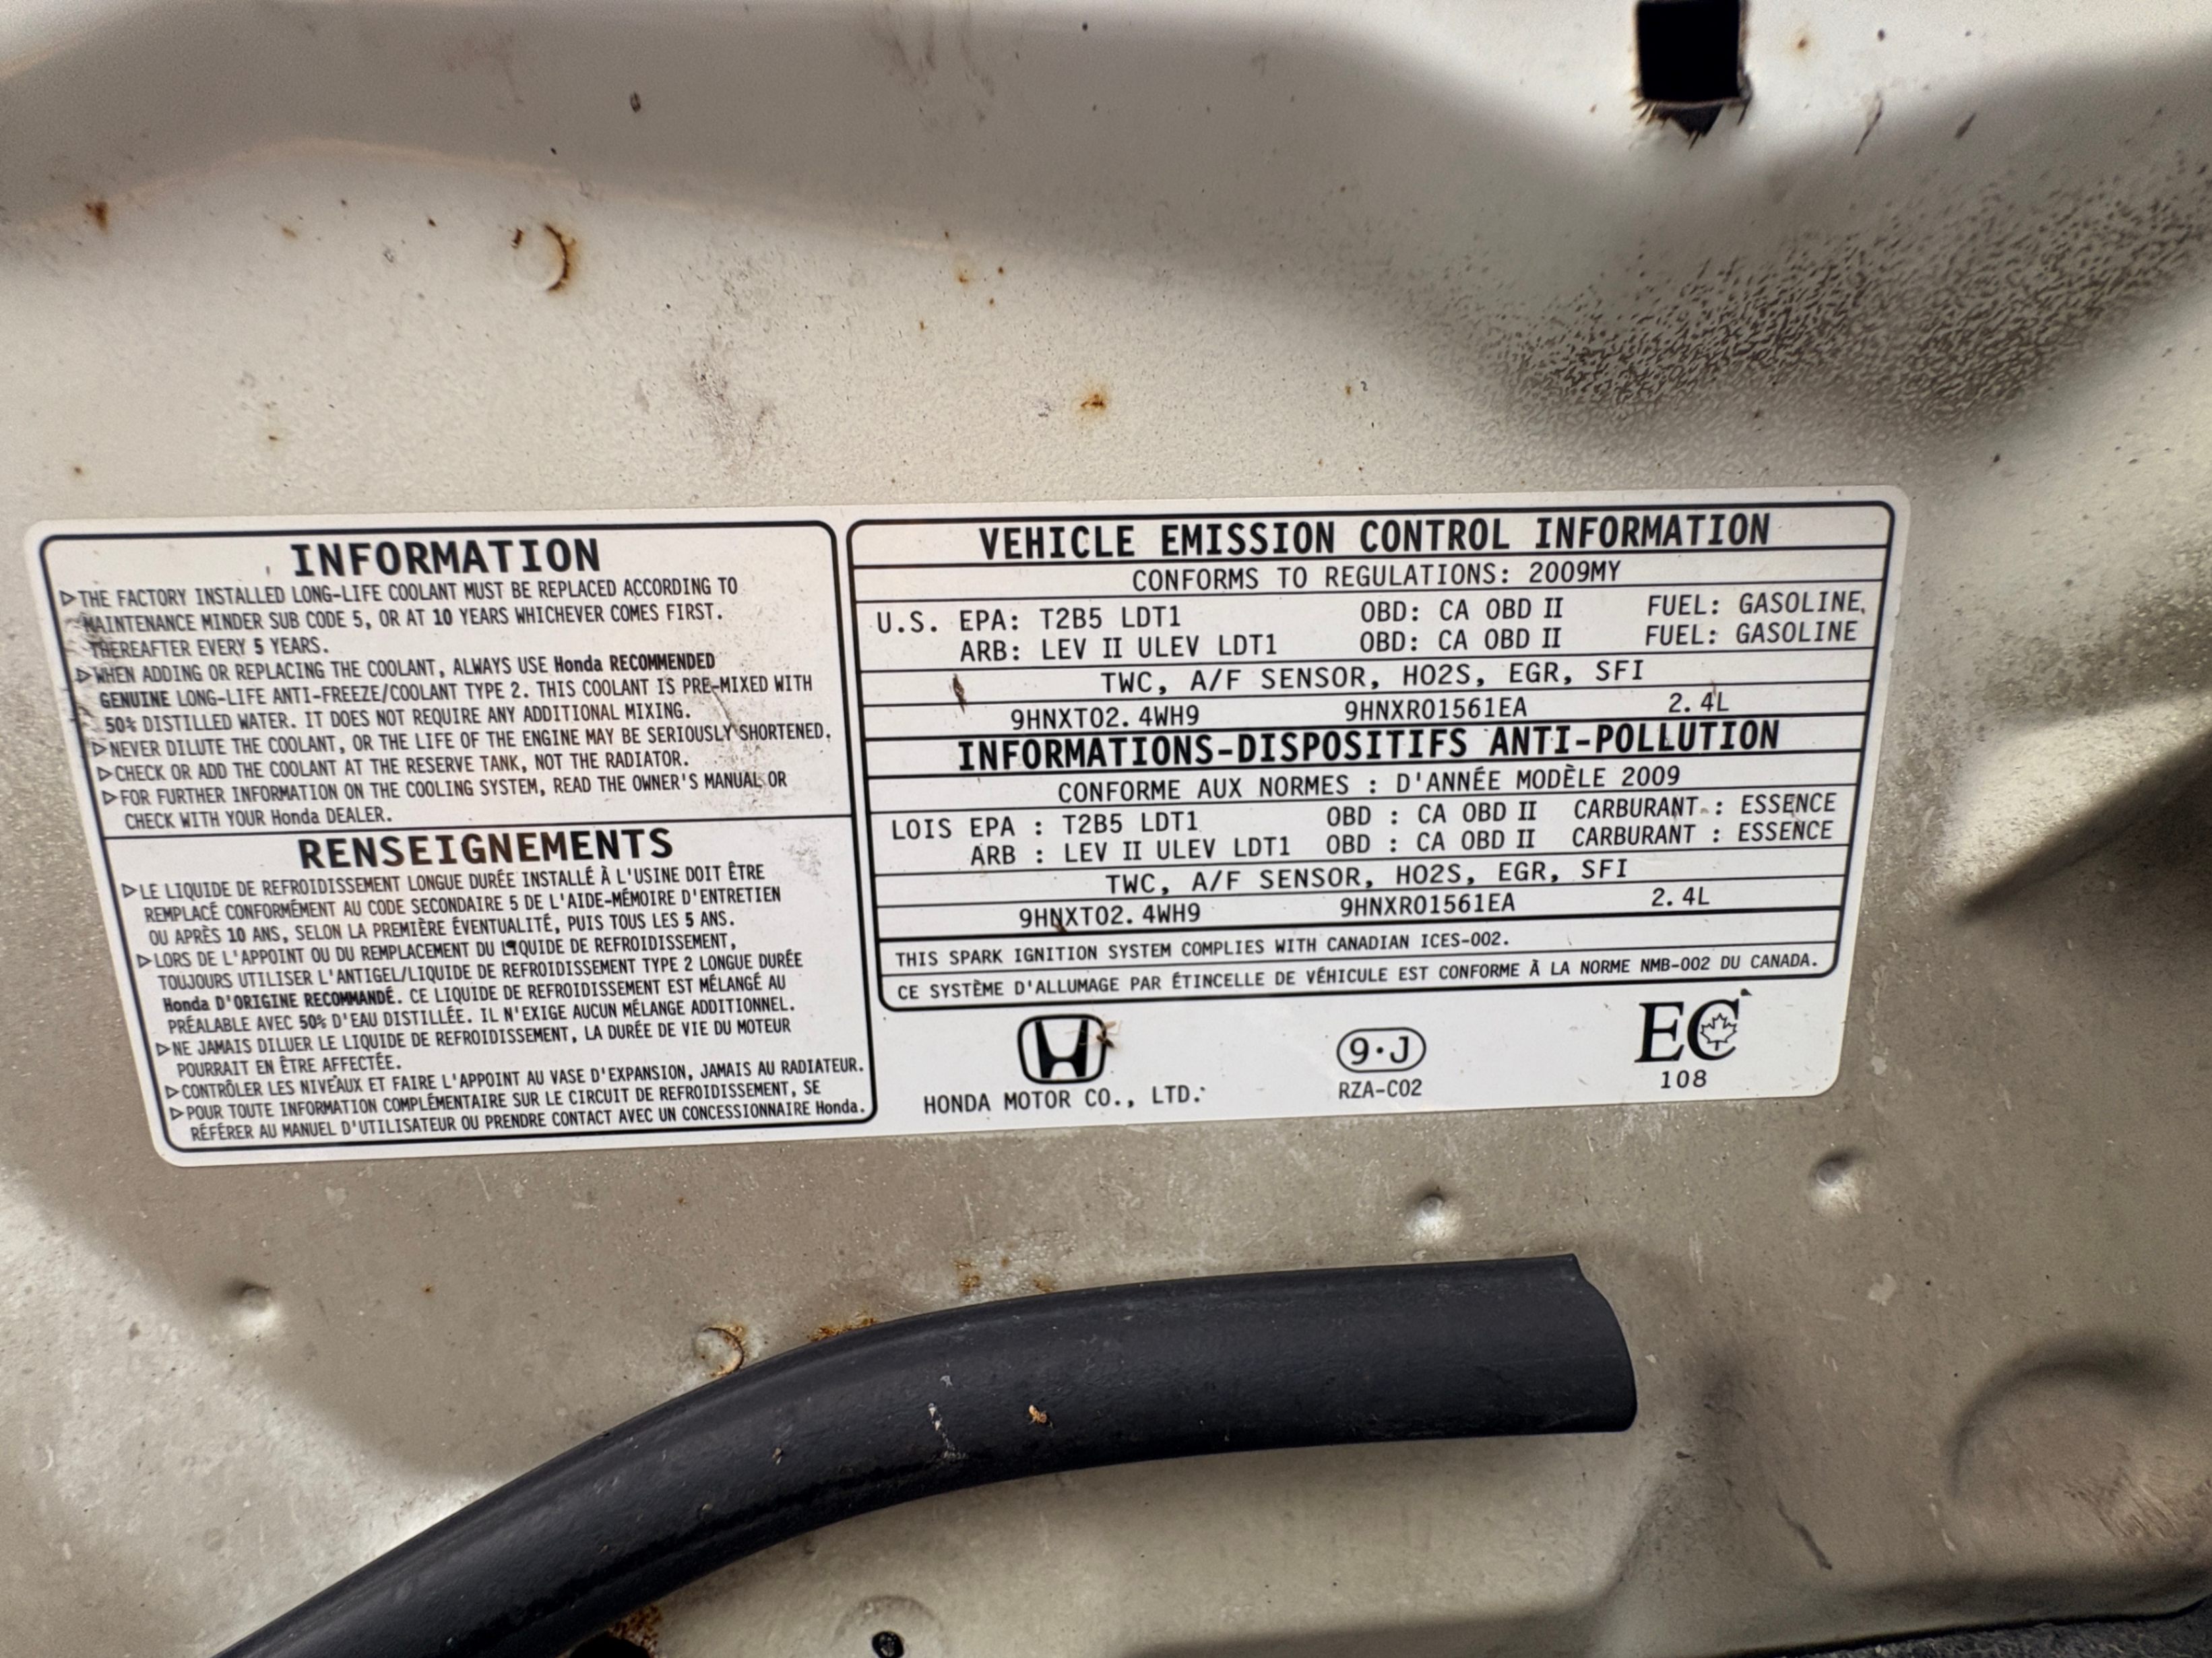 INFORMATION
▷THE FACTORY INSTALLED LONG-LIFE COOLANT MUST BE REPLACED ACCORDING TO
MAINTENANCE MINDER SUB CODE 5, OR AT 10 YEARS WHICHEVER COMES FIRST.
THEREAFTER EVERY 5 YEARS.
▷WHEN ADDING OR REPLACING THE COOLANT, ALWAYS USE Honda RECOMMENDED
GENUINE LONG-LIFE ANTI-FREEZE/COOLANT TYPE 2. THIS COOLANT IS PRE-MIXED WITH
50% DISTILLED WATER. IT DOES NOT REQUIRE ANY ADDITIONAL MIXING.
▷NEVER DILUTE THE COOLANT, OR THE LIFE OF THE ENGINE MAY BE SERIOUSLY SHORTENED.
▷CHECK OR ADD THE COOLANT AT THE RESERVE TANK, NOT THE RADIATOR.
▷FOR FURTHER INFORMATION ON THE COOLING SYSTEM, READ THE OWNER'S MANUAL OR
CHECK WITH YOUR Honda DEALER.
RENSEIGNEMENTS
▷LE LIQUIDE DE REFROIDISSEMENT LONGUE DURÉE INSTALLÉ À L'USINE DOIT ÊTRE
REMPLACÉ CONFORMÉMENT AU CODE SECONDAIRE 5 DE L'AIDE-MÉMOIRE D'ENTRETIEN
OU APRÈS 10 ANS, SELON LA PREMIÈRE ÉVENTUALITÉ, PUIS TOUS LES 5 ANS.
▷LORS DE L'APPOINT OU DU REMPLACEMENT DU LIQUIDE DE REFROIDISSEMENT,
TOUJOURS UTILISER L'ANTIGEL/LIQUIDE DE REFROIDISSEMENT TYPE 2 LONGUE DURÉE
Honda D'ORIGINE RECOMMANDÉ. CE LIQUIDE DE REFROIDISSEMENT EST MÉLANGÉ AU
PRÉALABLE AVEC 50% D'EAU DISTILLÉE. IL N'EXIGE AUCUN MÉLANGE ADDITIONNEL.
▷NE JAMAIS DILUER LE LIQUIDE DE REFROIDISSEMENT, LA DURÉE DE VIE DU MOTEUR
POURRAIT EN ÊTRE AFFECTÉE.
▷CONTRÔLER LES NIVEAUX ET FAIRE L'APPOINT AU VASE D'EXPANSION, JAMAIS AU RADIATEUR.
▷POUR TOUTE INFORMATION COMPLÉMENTAIRE SUR LE CIRCUIT DE REFROIDISSEMENT, SE
RÉFÉRER AU MANUEL D'UTILISATEUR OU PRENDRE CONTACT AVEC UN CONCESSIONNAIRE Honda.
VEHICLE EMISSION CONTROL INFORMATION
CONFORMS TO REGULATIONS: 2009MY
U.S. EPA: T2B5 LDT1 OBD: CA OBD II FUEL: GASOLINE
ARB: LEV II ULEV LDT1 OBD: CA OBD II FUEL: GASOLINE
TWC, A/F SENSOR, HO2S, EGR, SFI
9HNXT02.4WH9 9HNXR01561EA 2.4L
INFORMATIONS-DISPOSITIFS ANTI-POLLUTION
CONFORME AUX NORMES : D'ANNÉE MODÈLE 2009
LOIS EPA : T2B5 LDT1 OBD : CA OBD II CARBURANT : ESSENCE
ARB : LEV II ULEV LDT1 OBD : CA OBD II CARBURANT : ESSENCE
TWC, A/F SENSOR, HO2S, EGR, SFI
9HNXT02.4WH9 9HNXR01561EA 2.4L
THIS SPARK IGNITION SYSTEM COMPLIES WITH CANADIAN ICES-002.
CE SYSTÈME D'ALLUMAGE PAR ÉTINCELLE DE VÉHICULE EST CONFORME À LA NORME NMB-002 DU CANADA.
HONDA MOTOR CO., LTD.
9·J
RZA-C02
EC
108